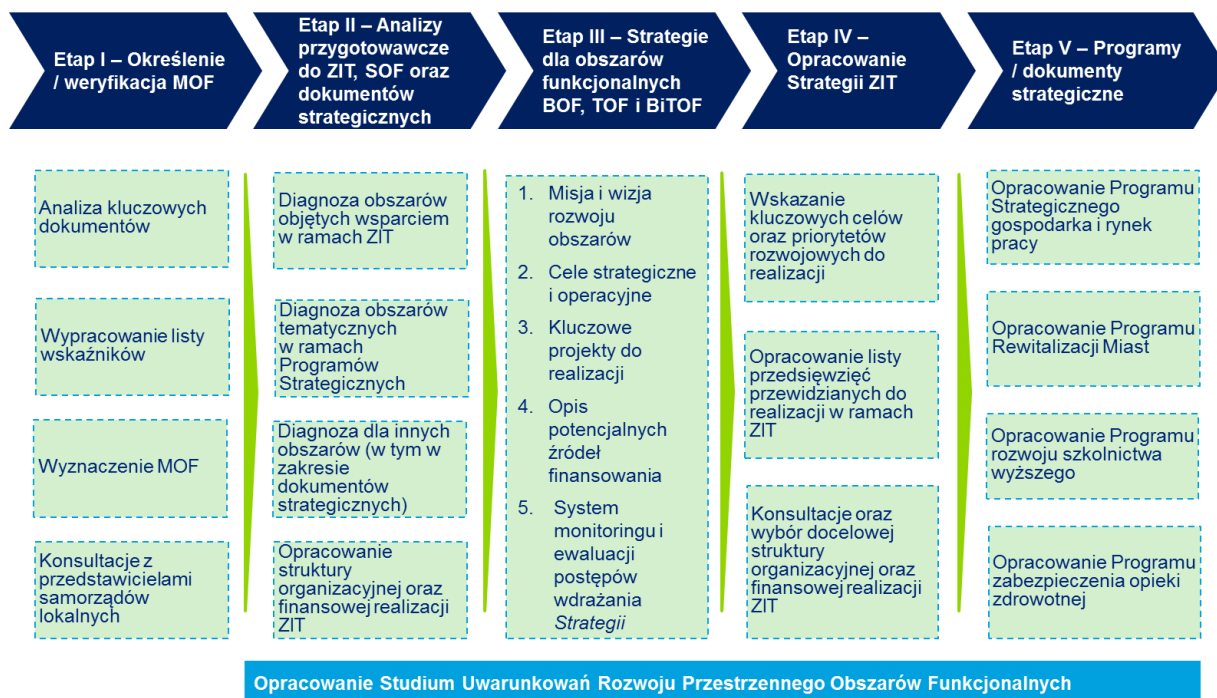 Etap I – Określenie
/ weryfikacja MOF
Etap II – Analizy
przygotowawcze
do ZIT, SOF oraz
dokumentów
strategicznych
Etap III – Strategie
dla obszarów
funkcjonalnych
BOF, TOF i BiTOF
Etap IV –
Opracowanie
Strategii ZIT
Etap V – Programy
/ dokumenty
strategiczne
Analiza kluczowych
dokumentów
Wypracowanie listy
wskaźników
Wyznaczenie MOF
Konsultacje z
przedstawicielami
samorządów
lokalnych
Diagnoza obszarów
objętych wsparciem
w ramach ZIT
Diagnoza obszarów
tematycznych
w ramach
Programów
Strategicznych
Diagnoza dla innych
obszarów (w tym w
zakresie
dokumentów
strategicznych)
Opracowanie
struktury
organizacyjnej oraz
finansowej realizacji
ZIT
1. Misja i wizja
rozwoju
obszarów
2. Cele strategiczne
i operacyjne
3. Kluczowe
projekty do
realizacji
4. Opis
potencjalnych
źródeł
finansowania
5. System
monitoringu i
ewaluacji
postępów
wdrażania
Strategii
Wskazanie
kluczowych celów
oraz priorytetów
rozwojowych do
realizacji
Opracowanie listy
przedsięwzięć
przewidzianych do
realizacji w ramach
ZIT
Konsultacje oraz
wybór docelowej
struktury
organizacyjnej oraz
finansowej realizacji
ZIT
Opracowanie Programu
Strategicznego
gospodarka i rynek
pracy
Opracowanie Programu
Rewitalizacji Miast
Opracowanie Programu
rozwoju szkolnictwa
wyższego
Opracowanie Programu
zabezpieczenia opieki
zdrowotnej
Opracowanie Studium Uwarunkowań Rozwoju Przestrzennego Obszarów Funkcjonalnych